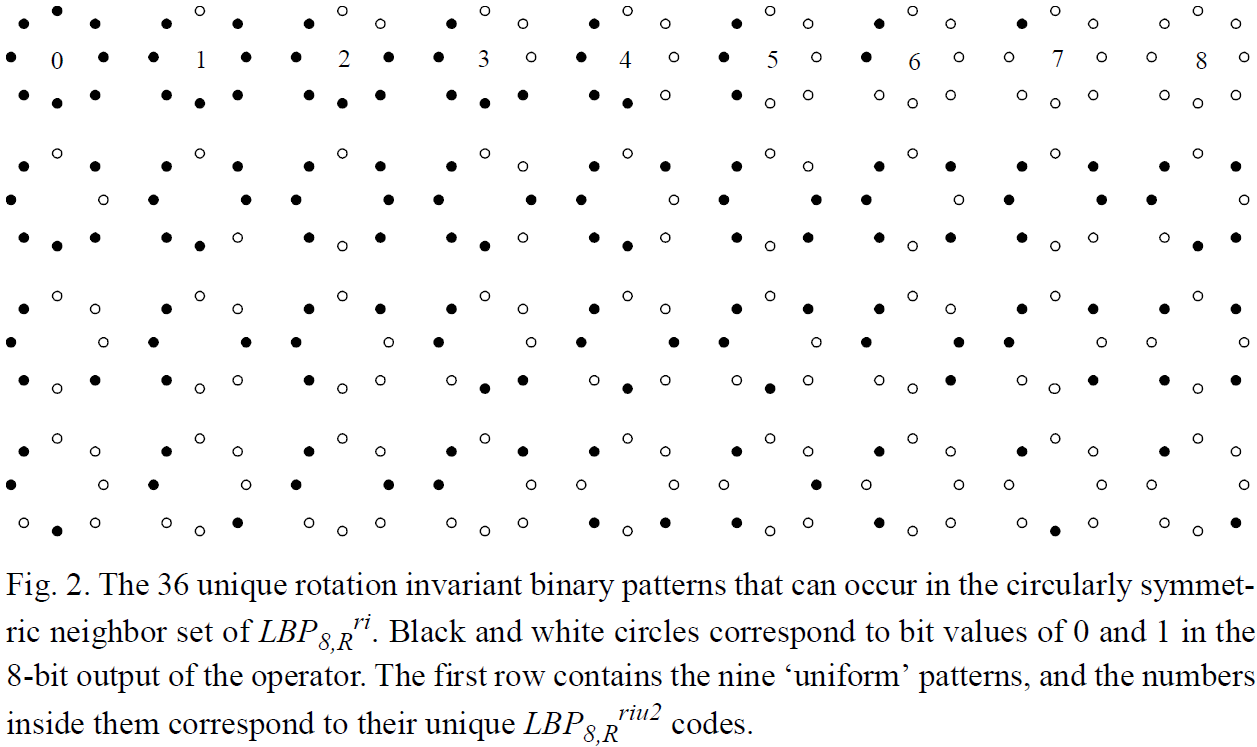 0 1 2 3 4 5 6 7 8
Fig. 2. The 36 unique rotation invariant binary patterns that can occur in the circularly symmet-
ric neighbor set of LBP8,R^ri. Black and white circles correspond to bit values of 0 and 1 in the
8-bit output of the operator. The first row contains the nine ‘uniform’ patterns, and the numbers
inside them correspond to their unique LBP8,R^riu2 codes.